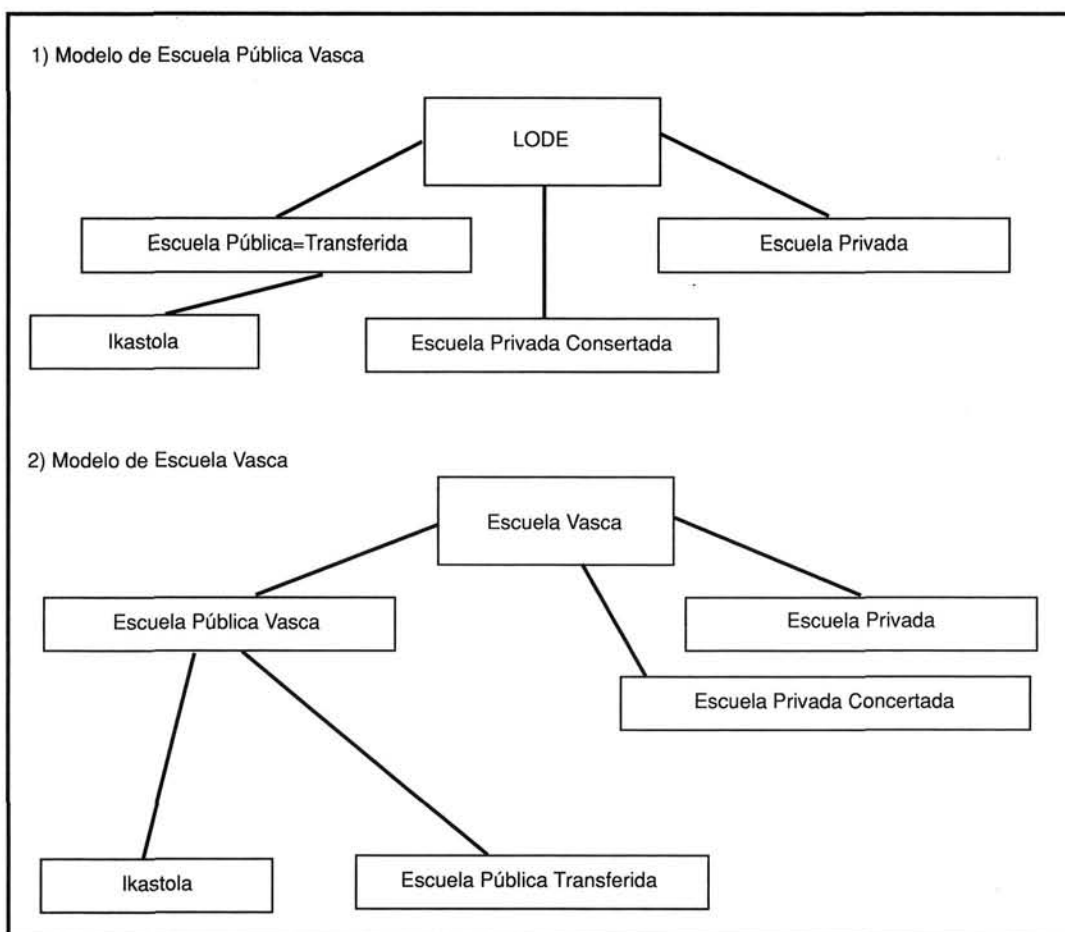 1) Modelo de Escuela Pública Vasca
LODE
Escuela Pública=Transferida
Escuela Privada
Ikastola
Escuela Privada Consertada
2) Modelo de Escuela Vasca
Escuela Vasca
Escuela Pública Vasca
Escuela Privada
Escuela Privada Concertada
Ikastola
Escuela Pública Transferida